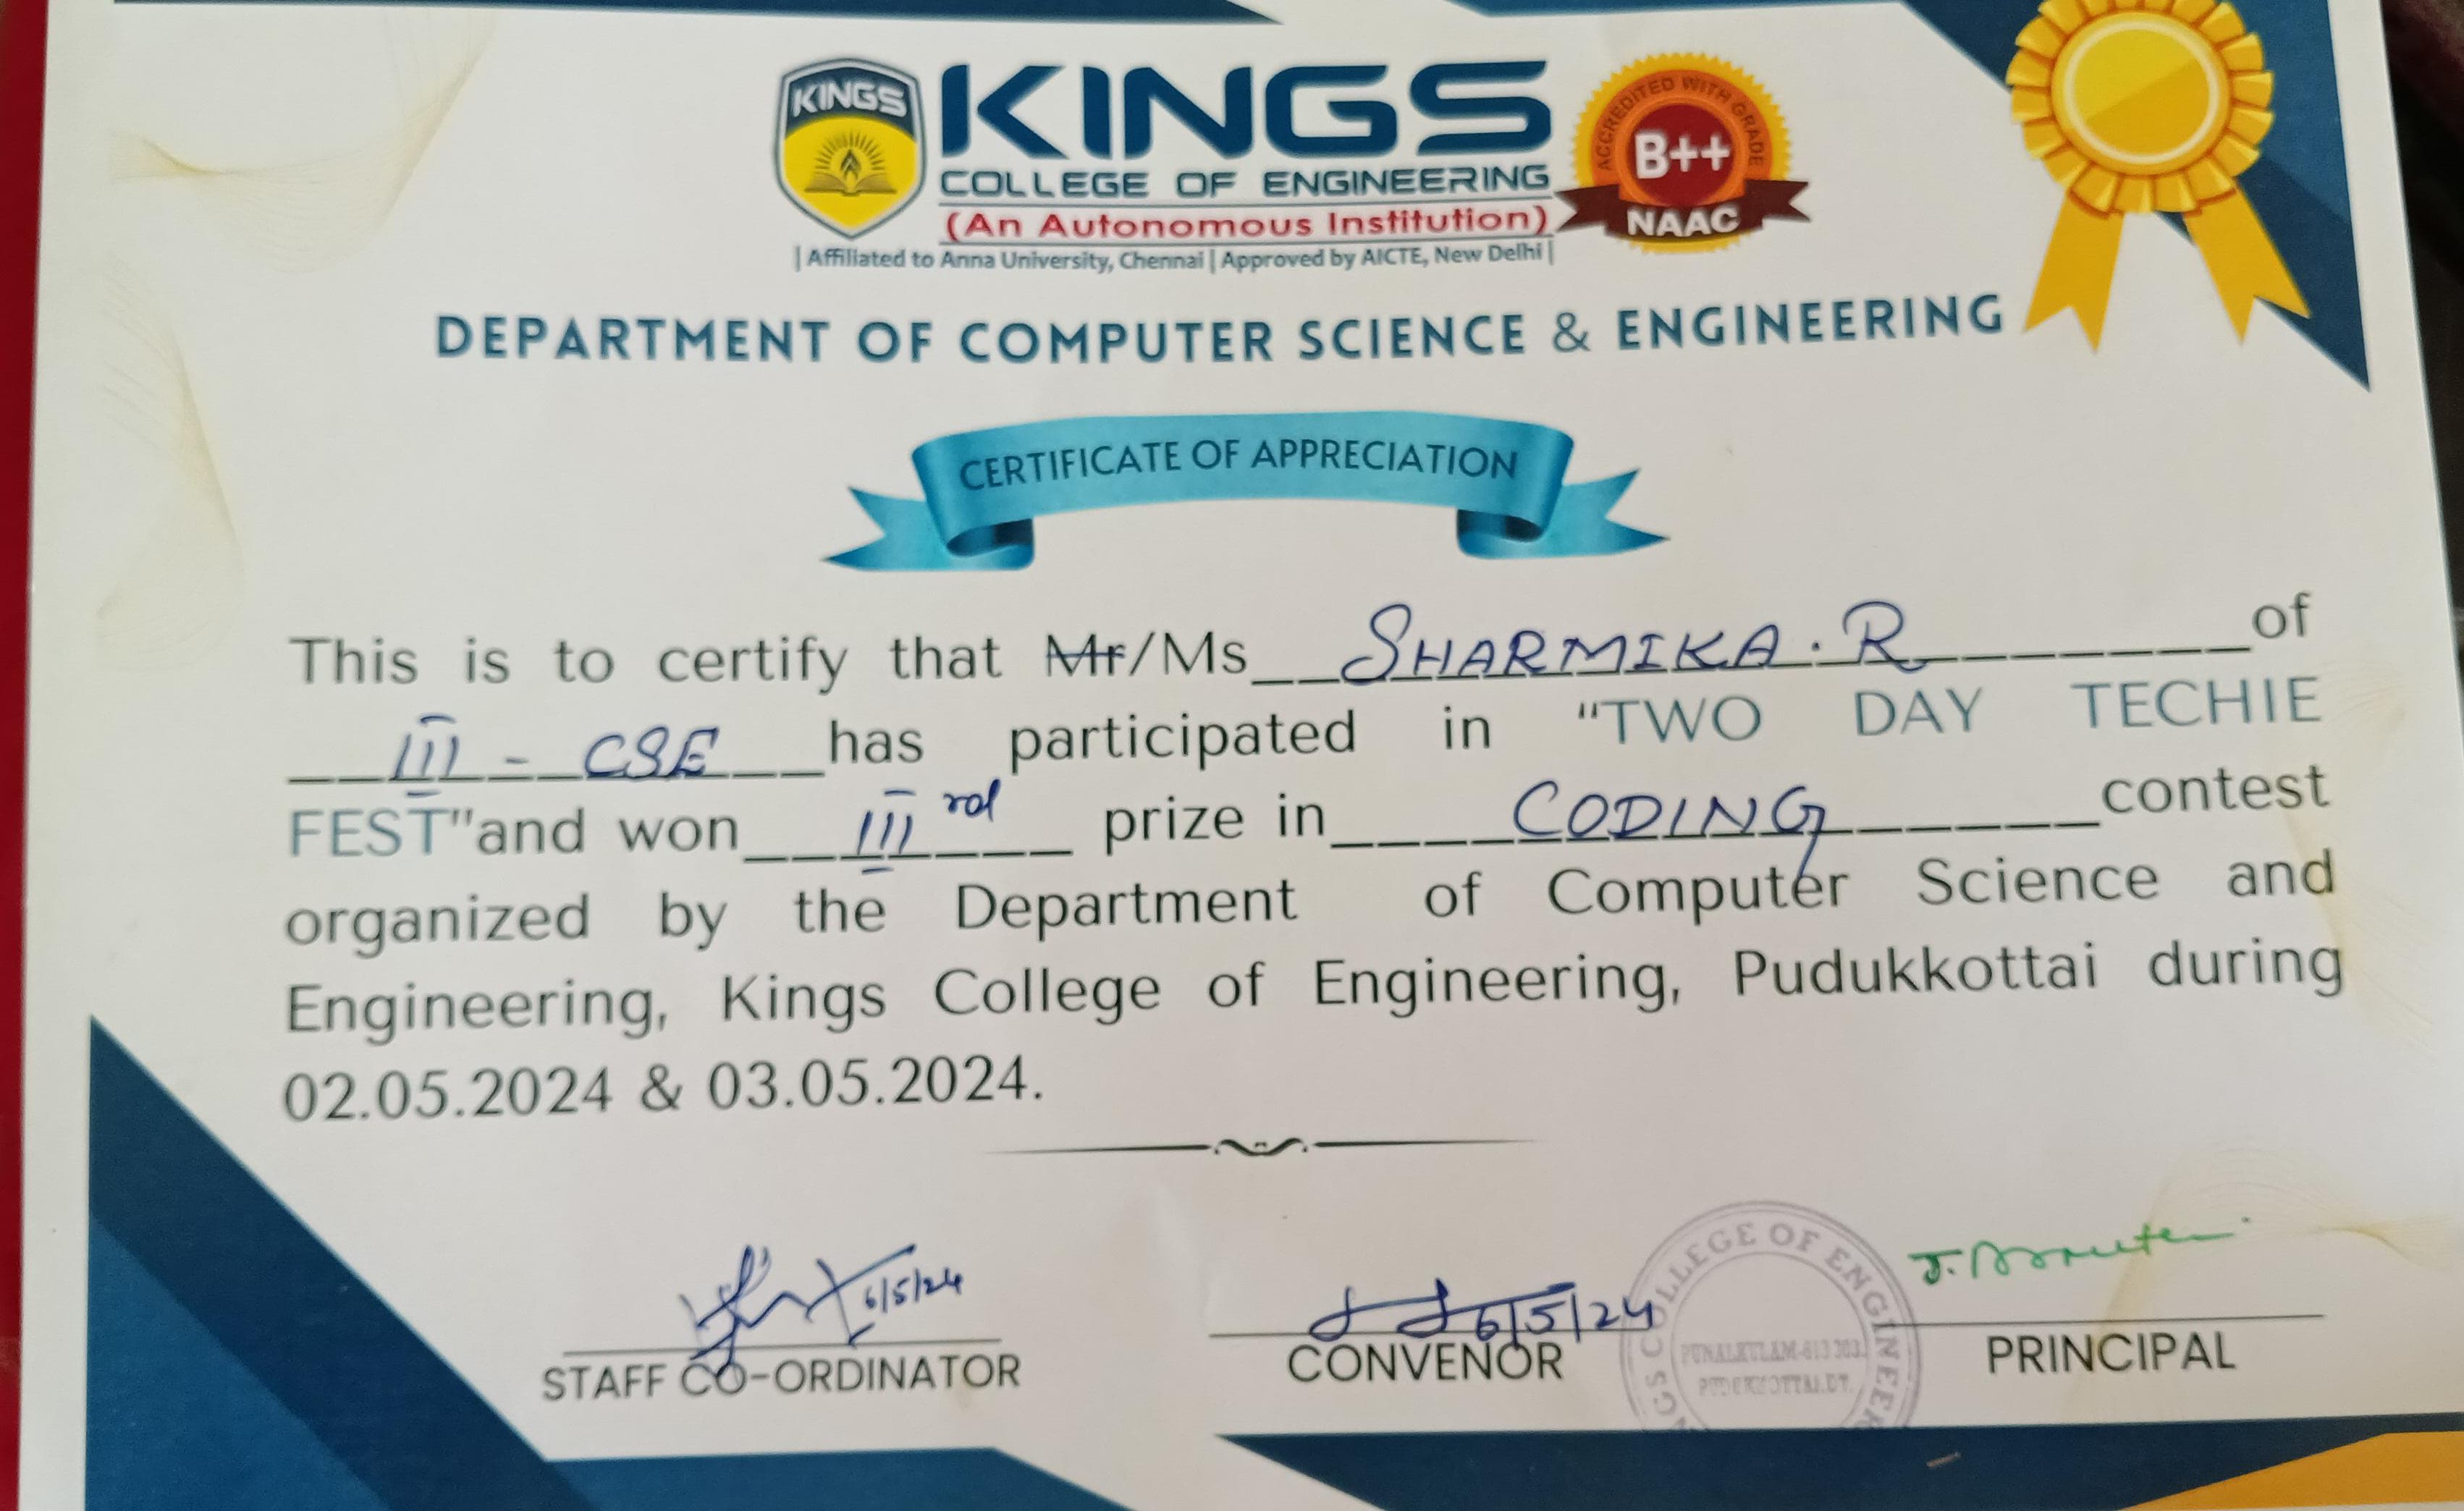 KINGS
KINGS
COLLEGE OF ENGINEERING
(An Autonomous Institution)
| Affiliated to Anna University, Chennai | Approved by AICTE, New Delhi |
ACCREDITED WITH GRADE
B++
NAAC
DEPARTMENT OF COMPUTER SCIENCE & ENGINEERING
CERTIFICATE OF APPRECIATION
This is to certify that Mr/Ms SHARMIKA.R of
III - CSE has participated in "TWO DAY TECHIE
FEST" and won III rd prize in CODING contest
organized by the Department of Computer Science and
Engineering, Kings College of Engineering, Pudukkottai during
02.05.2024 & 03.05.2024.
6/5/24
6/5/24
STAFF CO-ORDINATOR
CONVENOR
PRINCIPAL
NGS COLLEGE OF ENGINEER
PUNALKULAM-613 303.
PUDUKKOTTAI.DT.